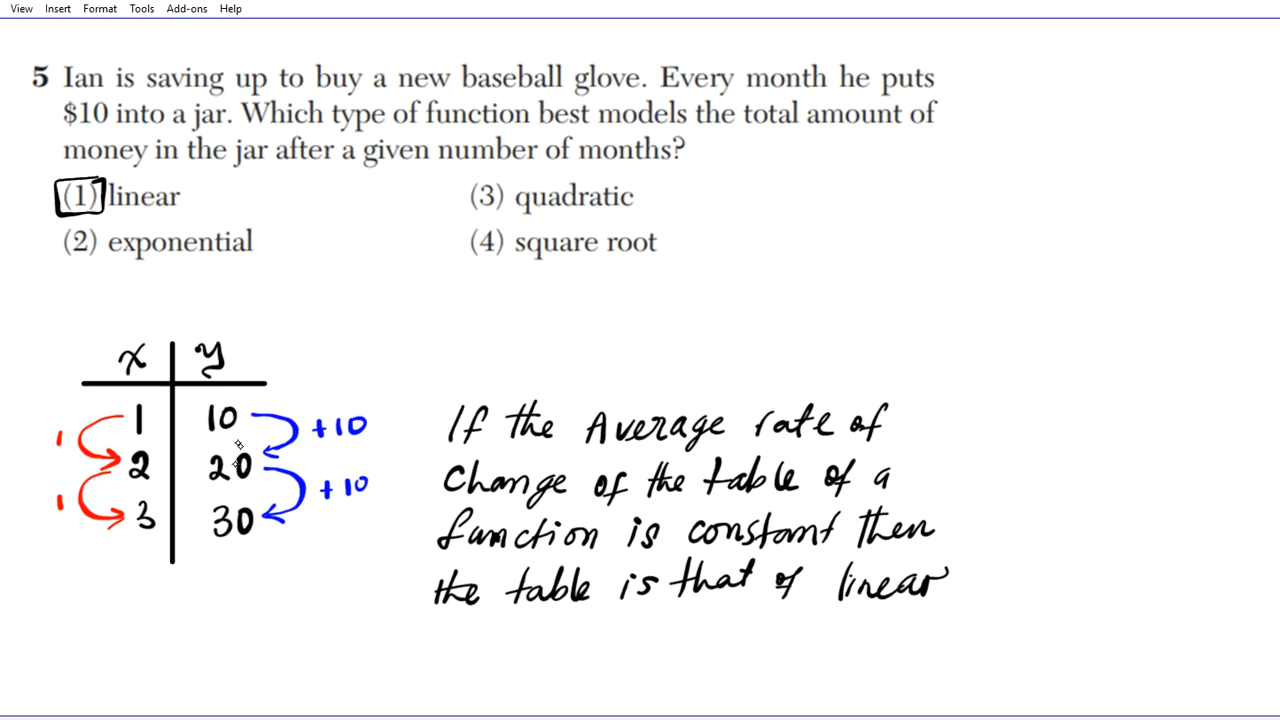 View Insert Format Tools Add-ons Help
5 Ian is saving up to buy a new baseball glove. Every month he puts
$10 into a jar. Which type of function best models the total amount of
money in the jar after a given number of months?
(1) linear (3) quadratic
(2) exponential (4) square root
x y
1 10 +10
1 2 20
1 3 30 +10
If the Average rate of
change of the table of a
function is constant then
the table is that of linear